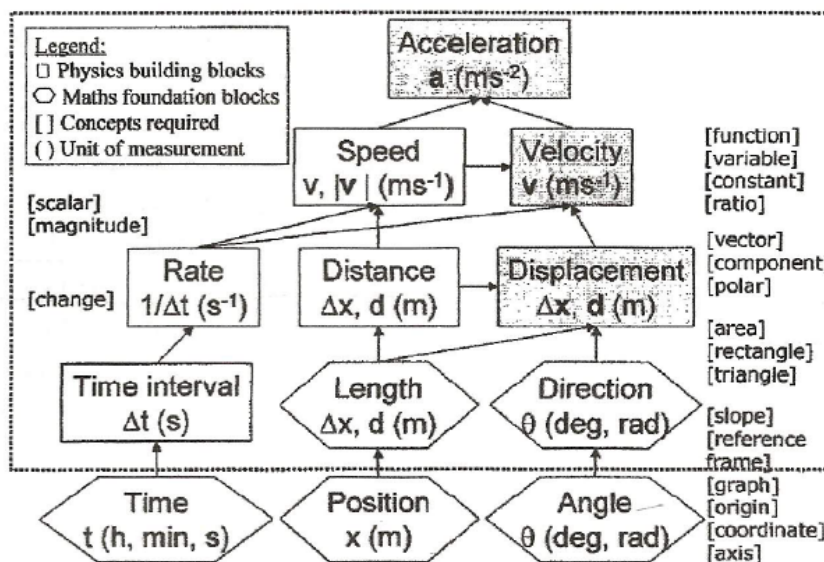 Legend:
□ Physics building blocks
⬡ Maths foundation blocks
[ ] Concepts required
( ) Unit of measurement
Acceleration
a (ms-2)
Speed
v, |v| (ms-1)
Velocity
v (ms-1)
[function]
[variable]
[constant]
[ratio]
[scalar]
[magnitude]
[vector]
[component
[polar]
Rate
1/Δt (s-1)
Distance
Δx, d (m)
Displacement
Δx, d (m)
[change]
[area]
[rectangle]
[triangle]
Time interval
Δt (s)
Length
Δx, d (m)
Direction
θ (deg, rad)
[slope]
[reference
frame]
[graph]
[origin]
[coordinate]
[axis]
Time
t (h, min, s)
Position
x (m)
Angle
θ (deg, rad)